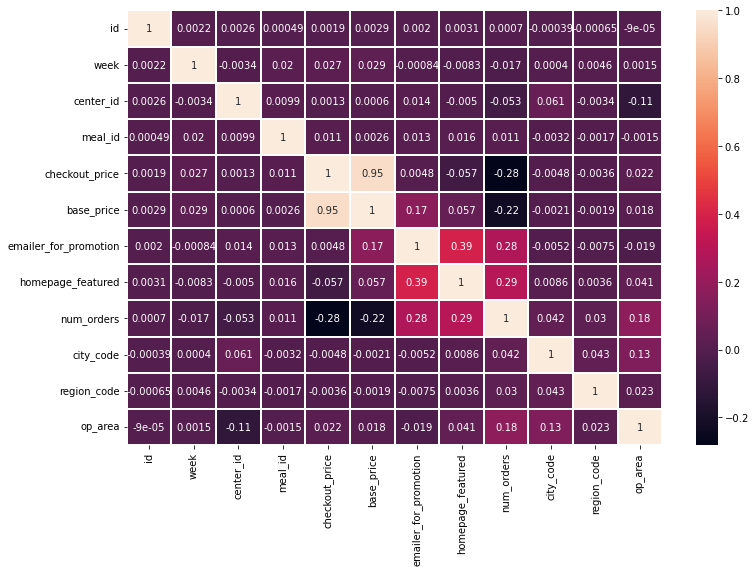 id 1 0.0022 0.0026 0.00049 0.0019 0.0029 0.002 0.0031 0.0007 -0.00039 -0.00065 -9e-05
week 0.0022 1 -0.0034 0.02 0.027 0.029 -0.00084 -0.0083 -0.017 0.0004 0.0046 0.0015
center_id 0.0026 -0.0034 1 0.0099 0.0013 0.0006 0.014 -0.005 -0.053 0.061 -0.0034 -0.11
meal_id 0.00049 0.02 0.0099 1 0.011 0.0026 0.013 0.016 0.011 -0.0032 -0.0017 -0.0015
checkout_price 0.0019 0.027 0.0013 0.011 1 0.95 0.0048 -0.057 -0.28 -0.0048 -0.0036 0.022
base_price 0.0029 0.029 0.0006 0.0026 0.95 1 0.17 0.057 -0.22 -0.0021 -0.0019 0.018
emailer_for_promotion 0.002 -0.00084 0.014 0.013 0.0048 0.17 1 0.39 0.28 -0.0052 -0.0075 -0.019
homepage_featured 0.0031 -0.0083 -0.005 0.016 -0.057 0.057 0.39 1 0.29 0.0086 0.0036 0.041
num_orders 0.0007 -0.017 -0.053 0.011 -0.28 -0.22 0.28 0.29 1 0.042 0.03 0.18
city_code -0.00039 0.0004 0.061 -0.0032 -0.0048 -0.0021 -0.0052 0.0086 0.042 1 0.043 0.13
region_code -0.00065 0.0046 -0.0034 -0.0017 -0.0036 -0.0019 -0.0075 0.0036 0.03 0.043 1 0.023
op_area -9e-05 0.0015 -0.11 -0.0015 0.022 0.018 -0.019 0.041 0.18 0.13 0.023 1
id
week
center_id
meal_id
checkout_price
base_price
emailer_for_promotion
homepage_featured
num_orders
city_code
region_code
op_area
1.0
0.8
0.6
0.4
0.2
0.0
−0.2